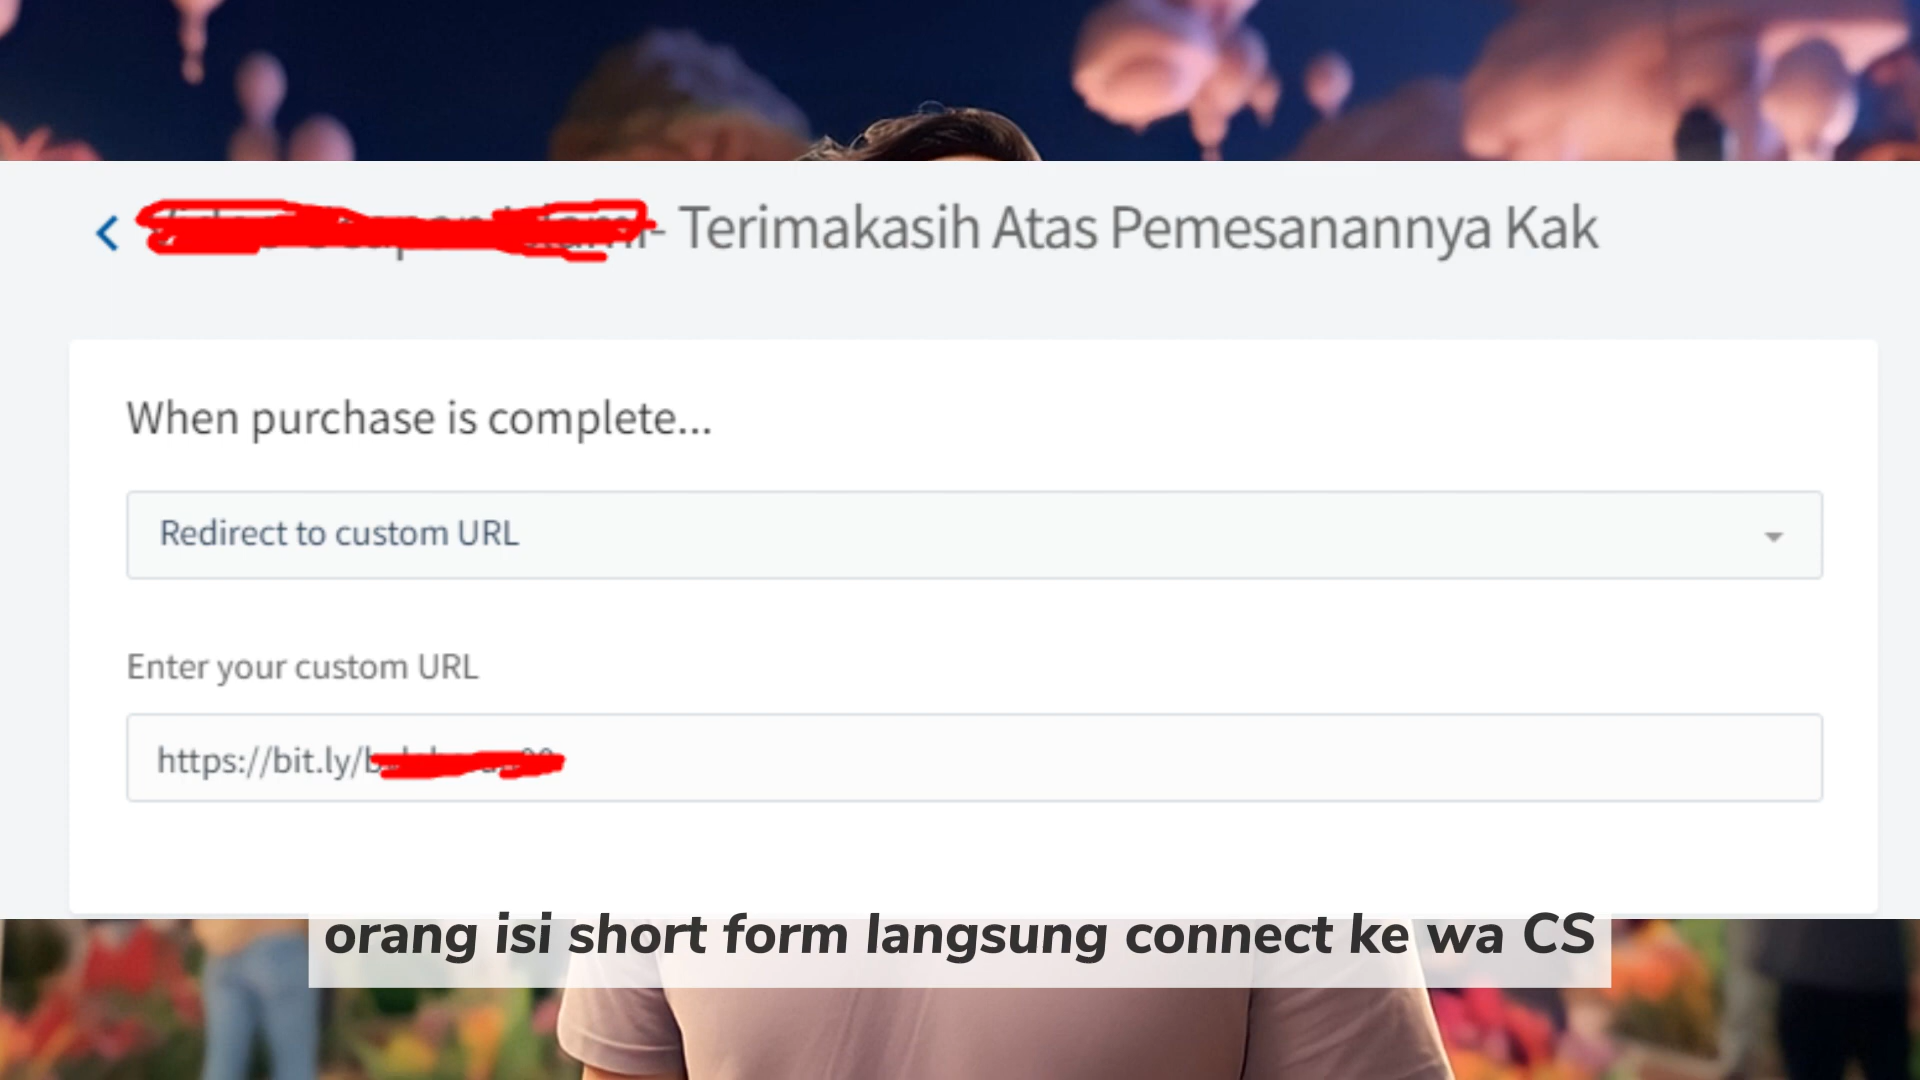 - Terimakasih Atas Pemesanannya Kak
When purchase is complete...
Redirect to custom URL
Enter your custom URL
https://bit.ly/b
orang isi short form langsung connect ke wa CS